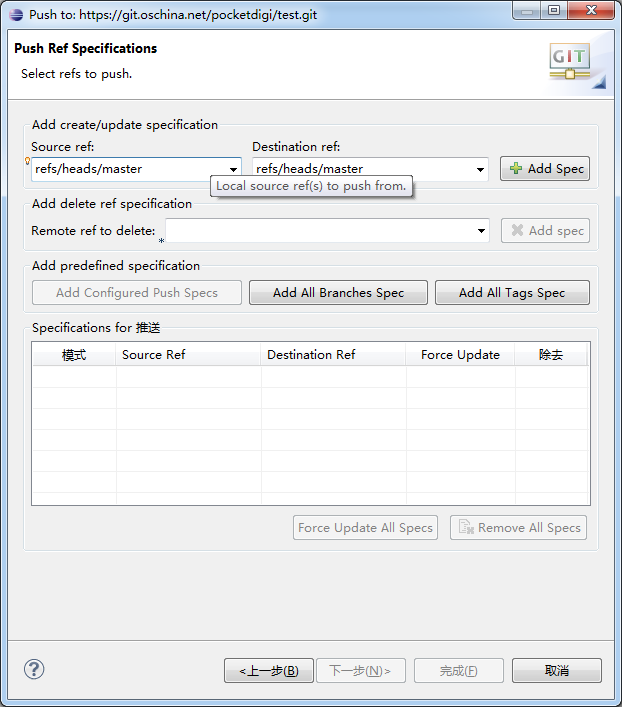 Push to: https://git.oschina.net/pocketdigi/test.git
Push Ref Specifications
Select refs to push.
GIT
Add create/update specification
Source ref: Destination ref:
refs/heads/master refs/heads/master Add Spec
Local source ref(s) to push from.
Add delete ref specification
Remote ref to delete: * Add spec
Add predefined specification
Add Configured Push Specs Add All Branches Spec Add All Tags Spec
Specifications for 推送
模式 Source Ref Destination Ref Force Update 除去
Force Update All Specs Remove All Specs
? <上一步(B) 下一步(N)> 完成(F) 取消